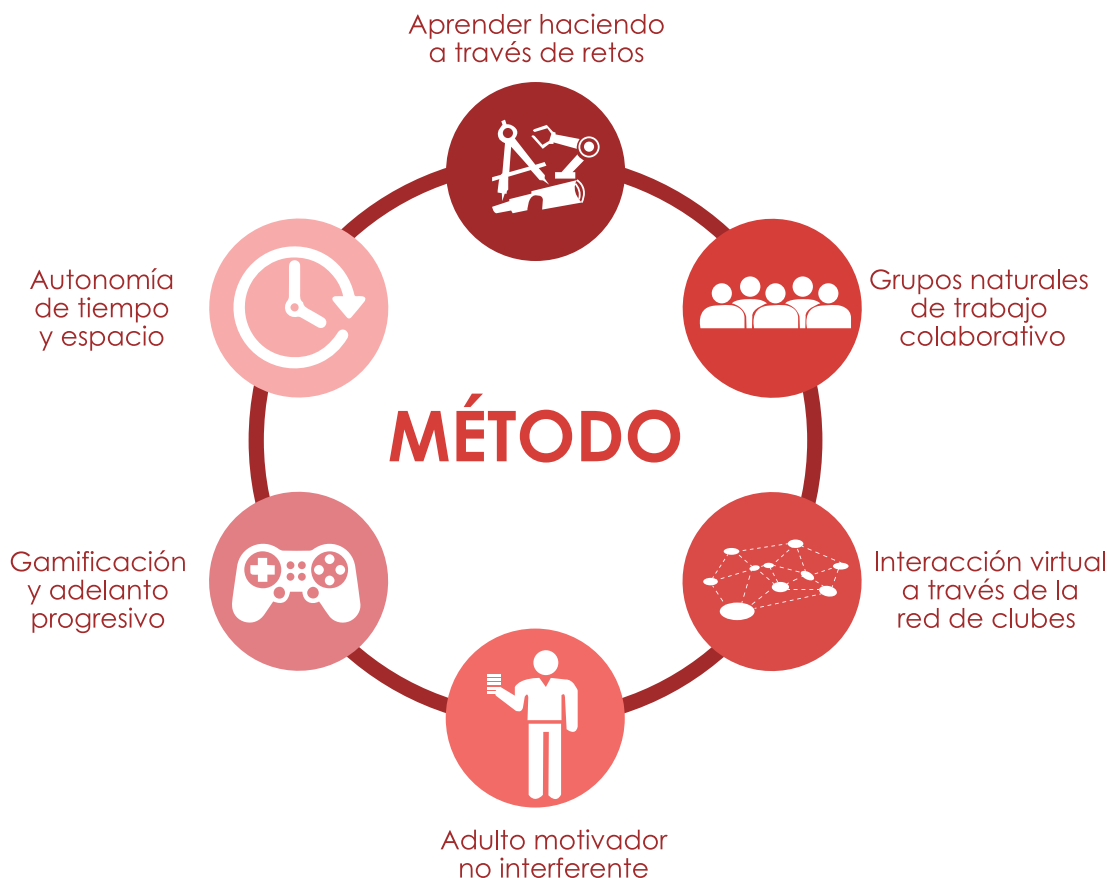 Aprender haciendo
a través de retos
Grupos naturales
de trabajo
colaborativo
Interacción virtual
a través de la
red de clubes
Adulto motivador
no interferente
Gamificación
y adelanto
progresivo
Autonomía
de tiempo
y espacio
MÉTODO